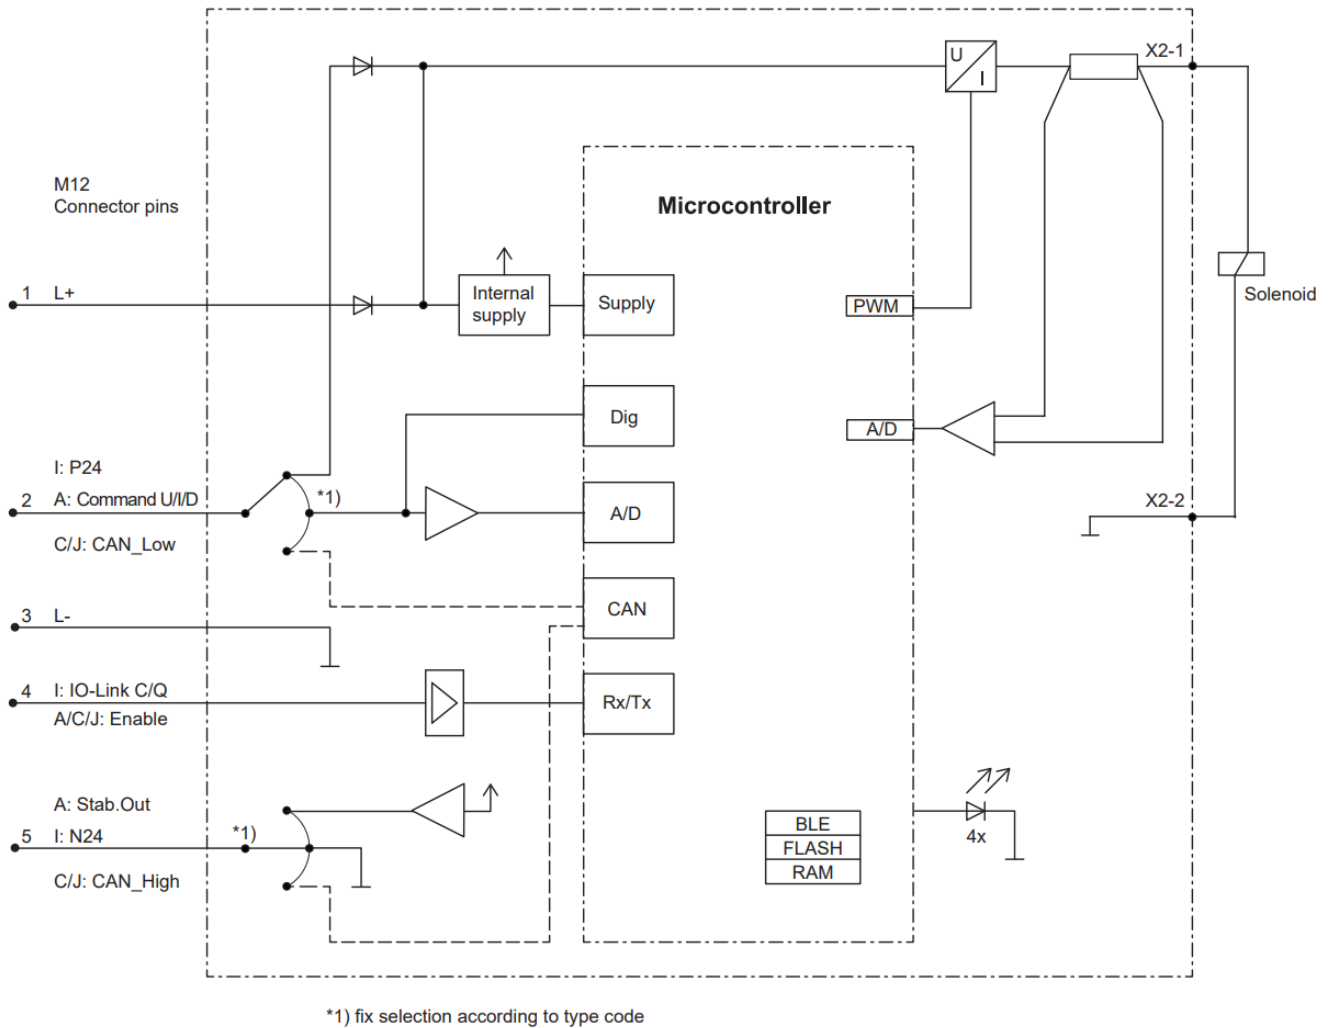 U
I
X2-1
M12
Connector pins
Microcontroller
1 L+
Internal
supply
Supply
PWM
Solenoid
Dig
A/D
I: P24
2 A: Command U/I/D
*1)
A/D
X2-2
C/J: CAN_Low
CAN
3 L-
4 I: IO-Link C/Q
A/C/J: Enable
Rx/Tx
A: Stab.Out
5 I: N24
*1)
C/J: CAN_High
BLE
FLASH
RAM
4x
*1) fix selection according to type code